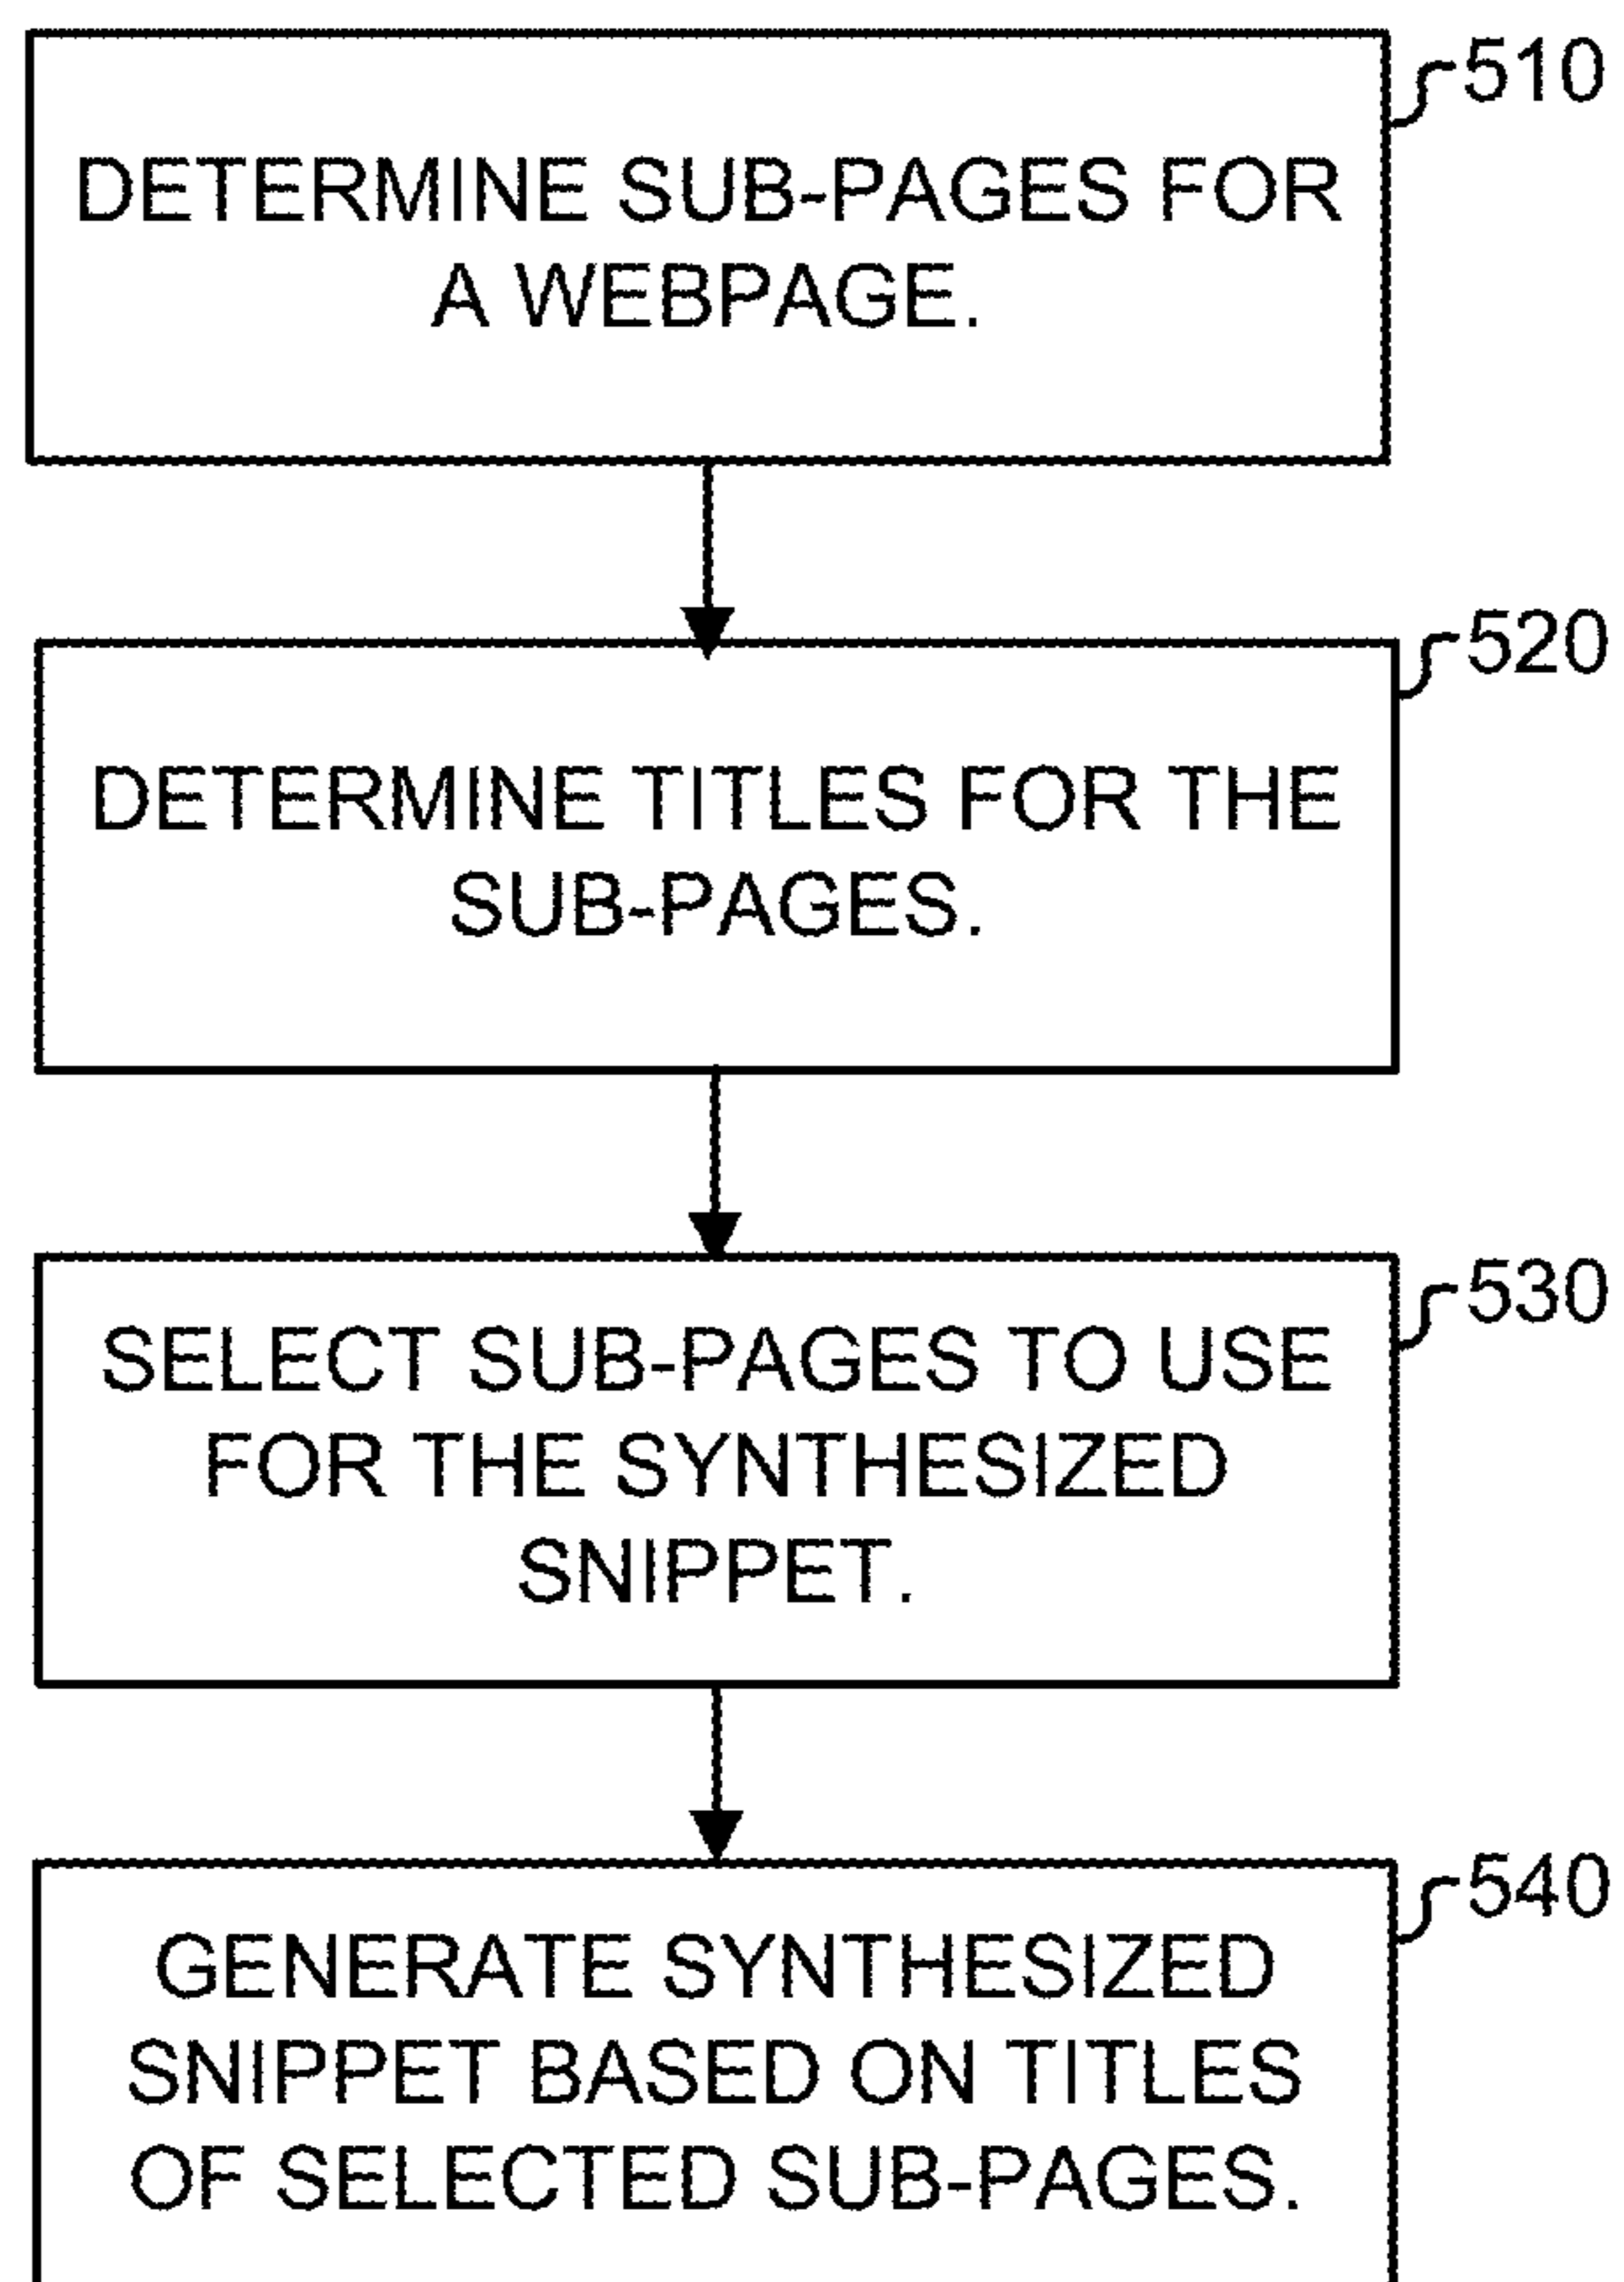 510
DETERMINE SUB-PAGES FOR
A WEBPAGE.
520
DETERMINE TITLES FOR THE
SUB-PAGES.
530
SELECT SUB-PAGES TO USE
FOR THE SYNTHESIZED
SNIPPET.
540
GENERATE SYNTHESIZED
SNIPPET BASED ON TITLES
OF SELECTED SUB-PAGES.